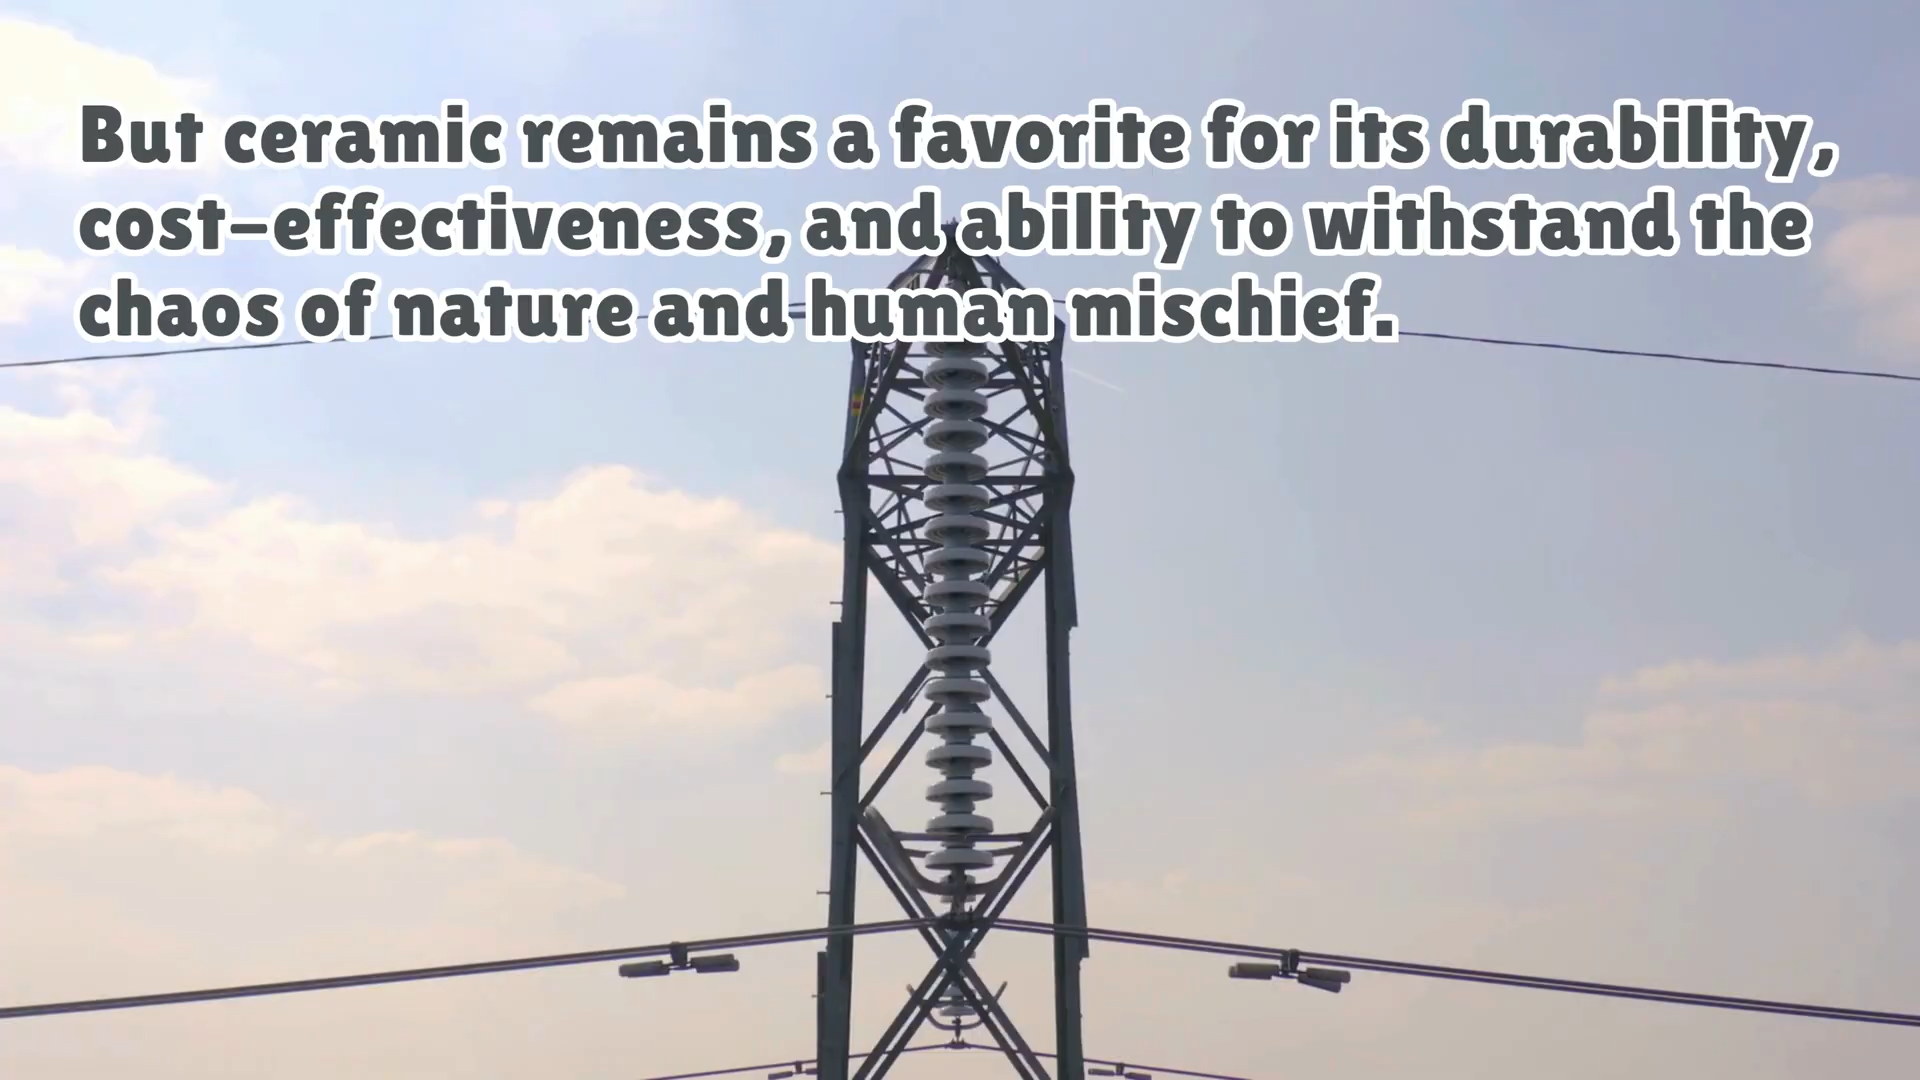 But ceramic remains a favorite for its durability,
cost-effectiveness, and ability to withstand the
chaos of nature and human mischief.